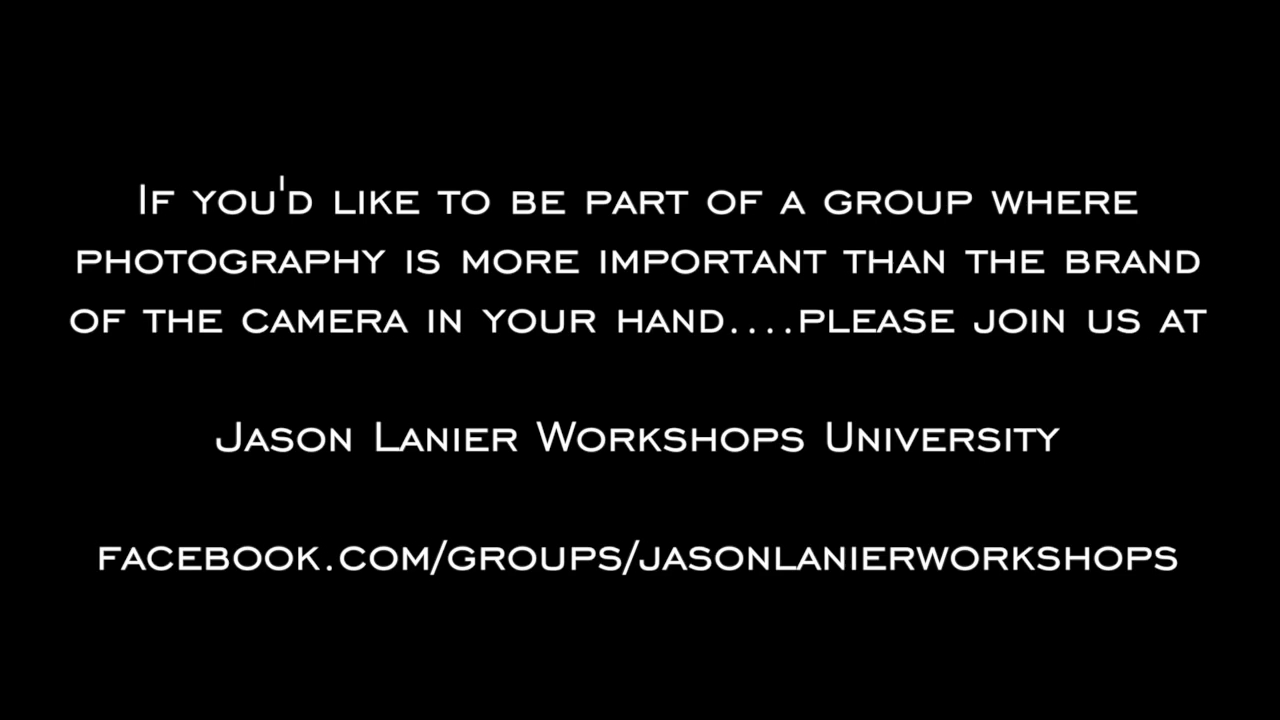 If you'd like to be part of a group where
photography is more important than the brand
of the camera in your hand....please join us at
Jason Lanier Workshops University
facebook.com/groups/jasonlanierworkshops